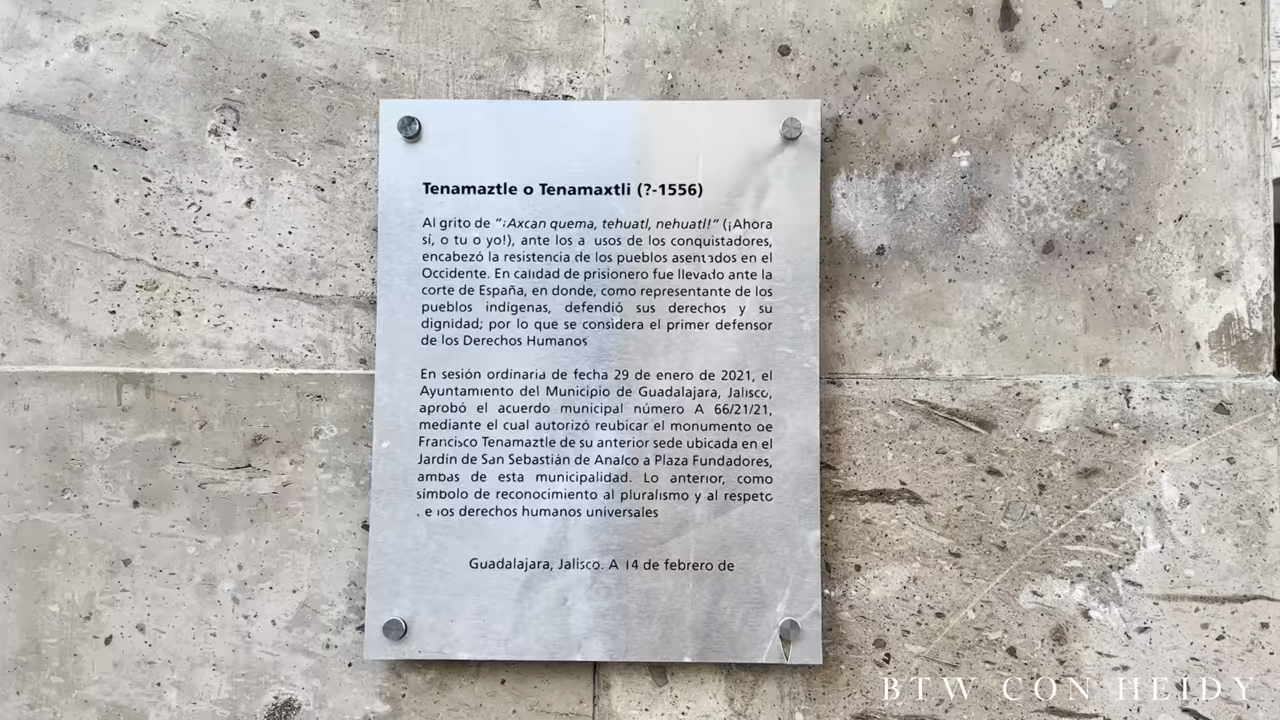 Tenamaztle o Tenamaxtli (?-1556)
Al grito de "¡Axcan quema, tehuatl, nehuatl!" (¡Ahora
sí, o tu o yo!), ante los a usos de los conquistadores,
encabezó la resistencia de los pueblos asentados en el
Occidente. En calidad de prisionero fue llevado ante la
corte de España, en donde, como representante de los
pueblos indígenas, defendió sus derechos y su
dignidad; por lo que se considera el primer defensor
de los Derechos Humanos
En sesión ordinaria de fecha 29 de enero de 2021, el
Ayuntamiento del Municipio de Guadalajara, Jalisco,
aprobó el acuerdo municipal número A 66/21/21,
mediante el cual autorizó reubicar el monumento de
Francisco Tenamaztle de su anterior sede ubicada en el
Jardín de San Sebastián de Analco a Plaza Fundadores,
ambas de esta municipalidad. Lo anterior, como
símbolo de reconocimiento al pluralismo y al respeto
e los derechos humanos universales
Guadalajara, Jalisco. A 14 de febrero de
BTW CON HEIDY